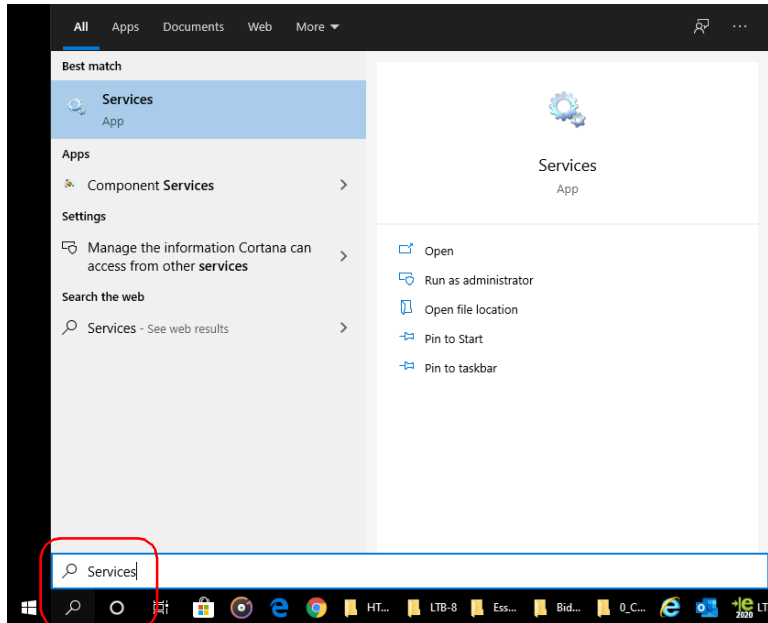 All Apps Documents Web More
Best match
Services
App
Apps
Component Services
Settings
Manage the information Cortana can
access from other services
Search the web
Services - See web results
Services
App
Open
Run as administrator
Open file location
Pin to Start
Pin to taskbar
Services
HT... LTB-8 Ess... Bid... 0_C... 2020 LT